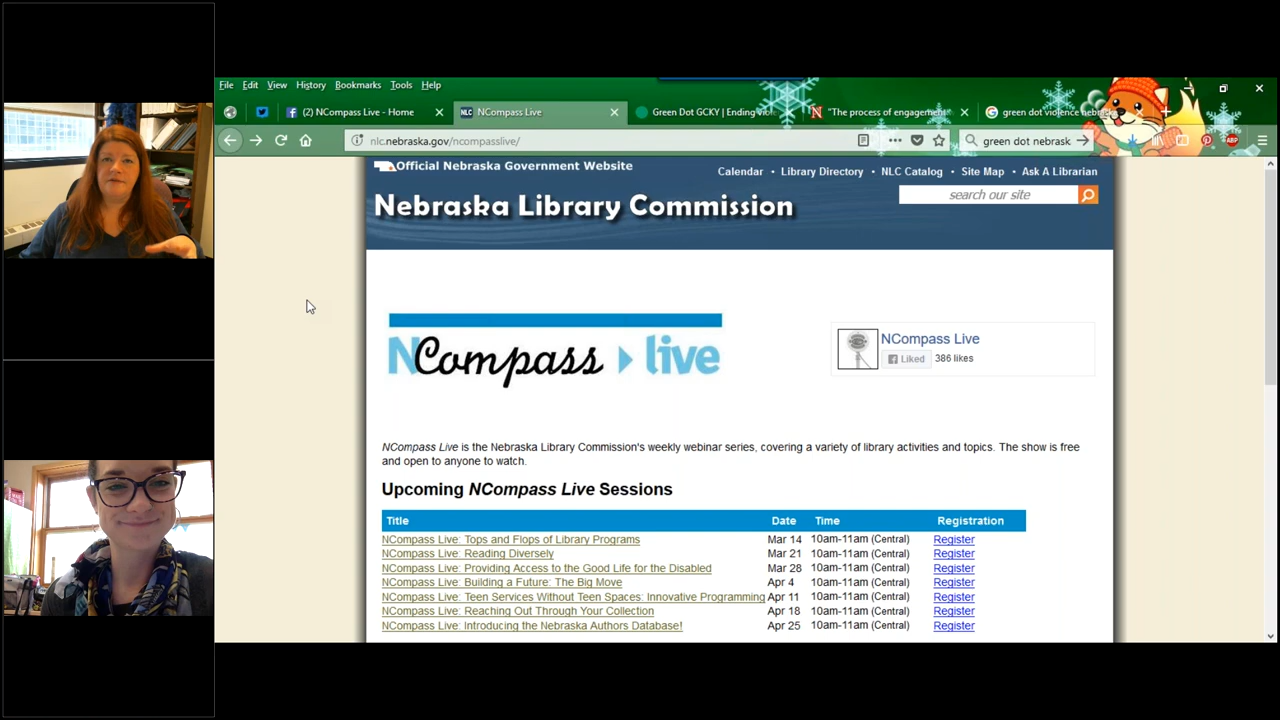 File Edit View History Bookmarks Tools Help
(2) NCompass Live - Home
NLC NCompass Live
Green Dot GCKY | Ending
"The process of engagement
G green dot violence
nlc.nebraska.gov/ncompasslive/
green dot nebrask
ABP
Official Nebraska Government Website
Calendar • Library Directory • NLC Catalog • Site Map • Ask A Librarian
Nebraska Library Commission
search our site
NCompass live
NCompass Live
Liked 386 likes
NCompass Live is the Nebraska Library Commission's weekly webinar series, covering a variety of library activities and topics. The show is free
and open to anyone to watch.
Upcoming NCompass Live Sessions
Title Date Time Registration
NCompass Live: Tops and Flops of Library Programs Mar 14 10am-11am (Central) Register
NCompass Live: Reading Diversely Mar 21 10am-11am (Central) Register
NCompass Live: Providing Access to the Good Life for the Disabled Mar 28 10am-11am (Central) Register
NCompass Live: Building a Future: The Big Move Apr 4 10am-11am (Central) Register
NCompass Live: Teen Services Without Teen Spaces: Innovative Programming Apr 11 10am-11am (Central) Register
NCompass Live: Reaching Out Through Your Collection Apr 18 10am-11am (Central) Register
NCompass Live: Introducing the Nebraska Authors Database! Apr 25 10am-11am (Central) Register